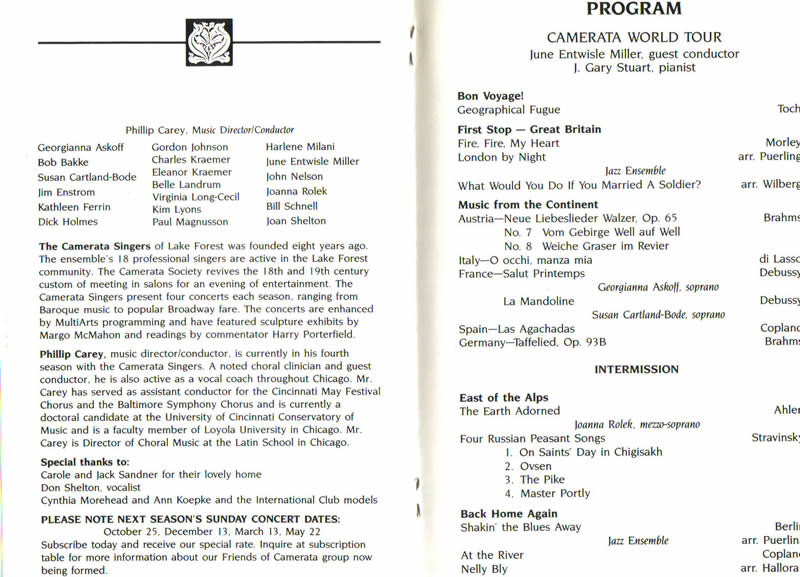 Phillip Carey, Music Director/Conductor
Georgianna Askoff
Bob Bakke
Susan Cartland-Bode
Jim Enstrom
Kathleen Ferrin
Dick Holmes
Gordon Johnson
Charles Kraemer
Eleanor Kraemer
Belle Landrum
Virginia Long-Cecil
Kim Lyons
Paul Magnusson
Harlene Milani
June Entwisle Miller
John Nelson
Joanna Rolek
Bill Schnell
Joan Shelton
The Camerata Singers of Lake Forest was founded eight years ago.
The ensemble's 18 professional singers are active in the Lake Forest
community. The Camerata Society revives the 18th and 19th century
custom of meeting in salons for an evening of entertainment. The
Camerata Singers present four concerts each season, ranging from
Baroque music to popular Broadway fare. The concerts are enhanced
by MultiArts programming and have featured sculpture exhibits by
Margo McMahon and readings by commentator Harry Porterfield.
Phillip Carey, music director/conductor, is currently in his fourth
season with the Camerata Singers. A noted choral clinician and guest
conductor, he is also active as a vocal coach throughout Chicago. Mr.
Carey has served as assistant conductor for the Cincinnati May Festival
Chorus and the Baltimore Symphony Chorus and is currently a
doctoral candidate at the University of Cincinnati Conservatory of
Music and is a faculty member of Loyola University in Chicago. Mr.
Carey is Director of Choral Music at the Latin School in Chicago.
Special thanks to:
Carole and Jack Sandner for their lovely home
Don Shelton, vocalist
Cynthia Morehead and Ann Koepke and the International Club models
PLEASE NOTE NEXT SEASON'S SUNDAY CONCERT DATES:
October 25, December 13, March 13, May 22
Subscribe today and receive our special rate. Inquire at subscription
table for more information about our Friends of Camerata group now
being formed.
PROGRAM
CAMERATA WORLD TOUR
June Entwisle Miller, guest conductor
J. Gary Stuart, pianist
Bon Voyage!
Geographical Fugue Toch
First Stop — Great Britain
Fire, Fire, My Heart Morley
London by Night arr. Puerling
Jazz Ensemble
What Would You Do If You Married A Soldier? arr. Wilberg
Music from the Continent
Austria—Neue Liebeslieder Walzer, Op. 65 Brahms
No. 7 Vom Gebirge Well auf Well
No. 8 Weiche Graser im Revier
Italy—O occhi, manza mia di Lasso
France—Salut Printemps Debussy
Georgianna Askoff, soprano
La Mandoline Debussy
Susan Cartland-Bode, soprano
Spain—Las Agachadas Copland
Germany—Taffelied, Op. 93B Brahms
INTERMISSION
East of the Alps
The Earth Adorned Ahlen
Joanna Rolek, mezzo-soprano
Four Russian Peasant Songs Stravinsky
1. On Saints' Day in Chigisakh
2. Ovsen
3. The Pike
4. Master Portly
Back Home Again
Shakin' the Blues Away Berlin
Jazz Ensemble arr. Puerlin
At the River Copland
Nelly Bly arr. Hallora